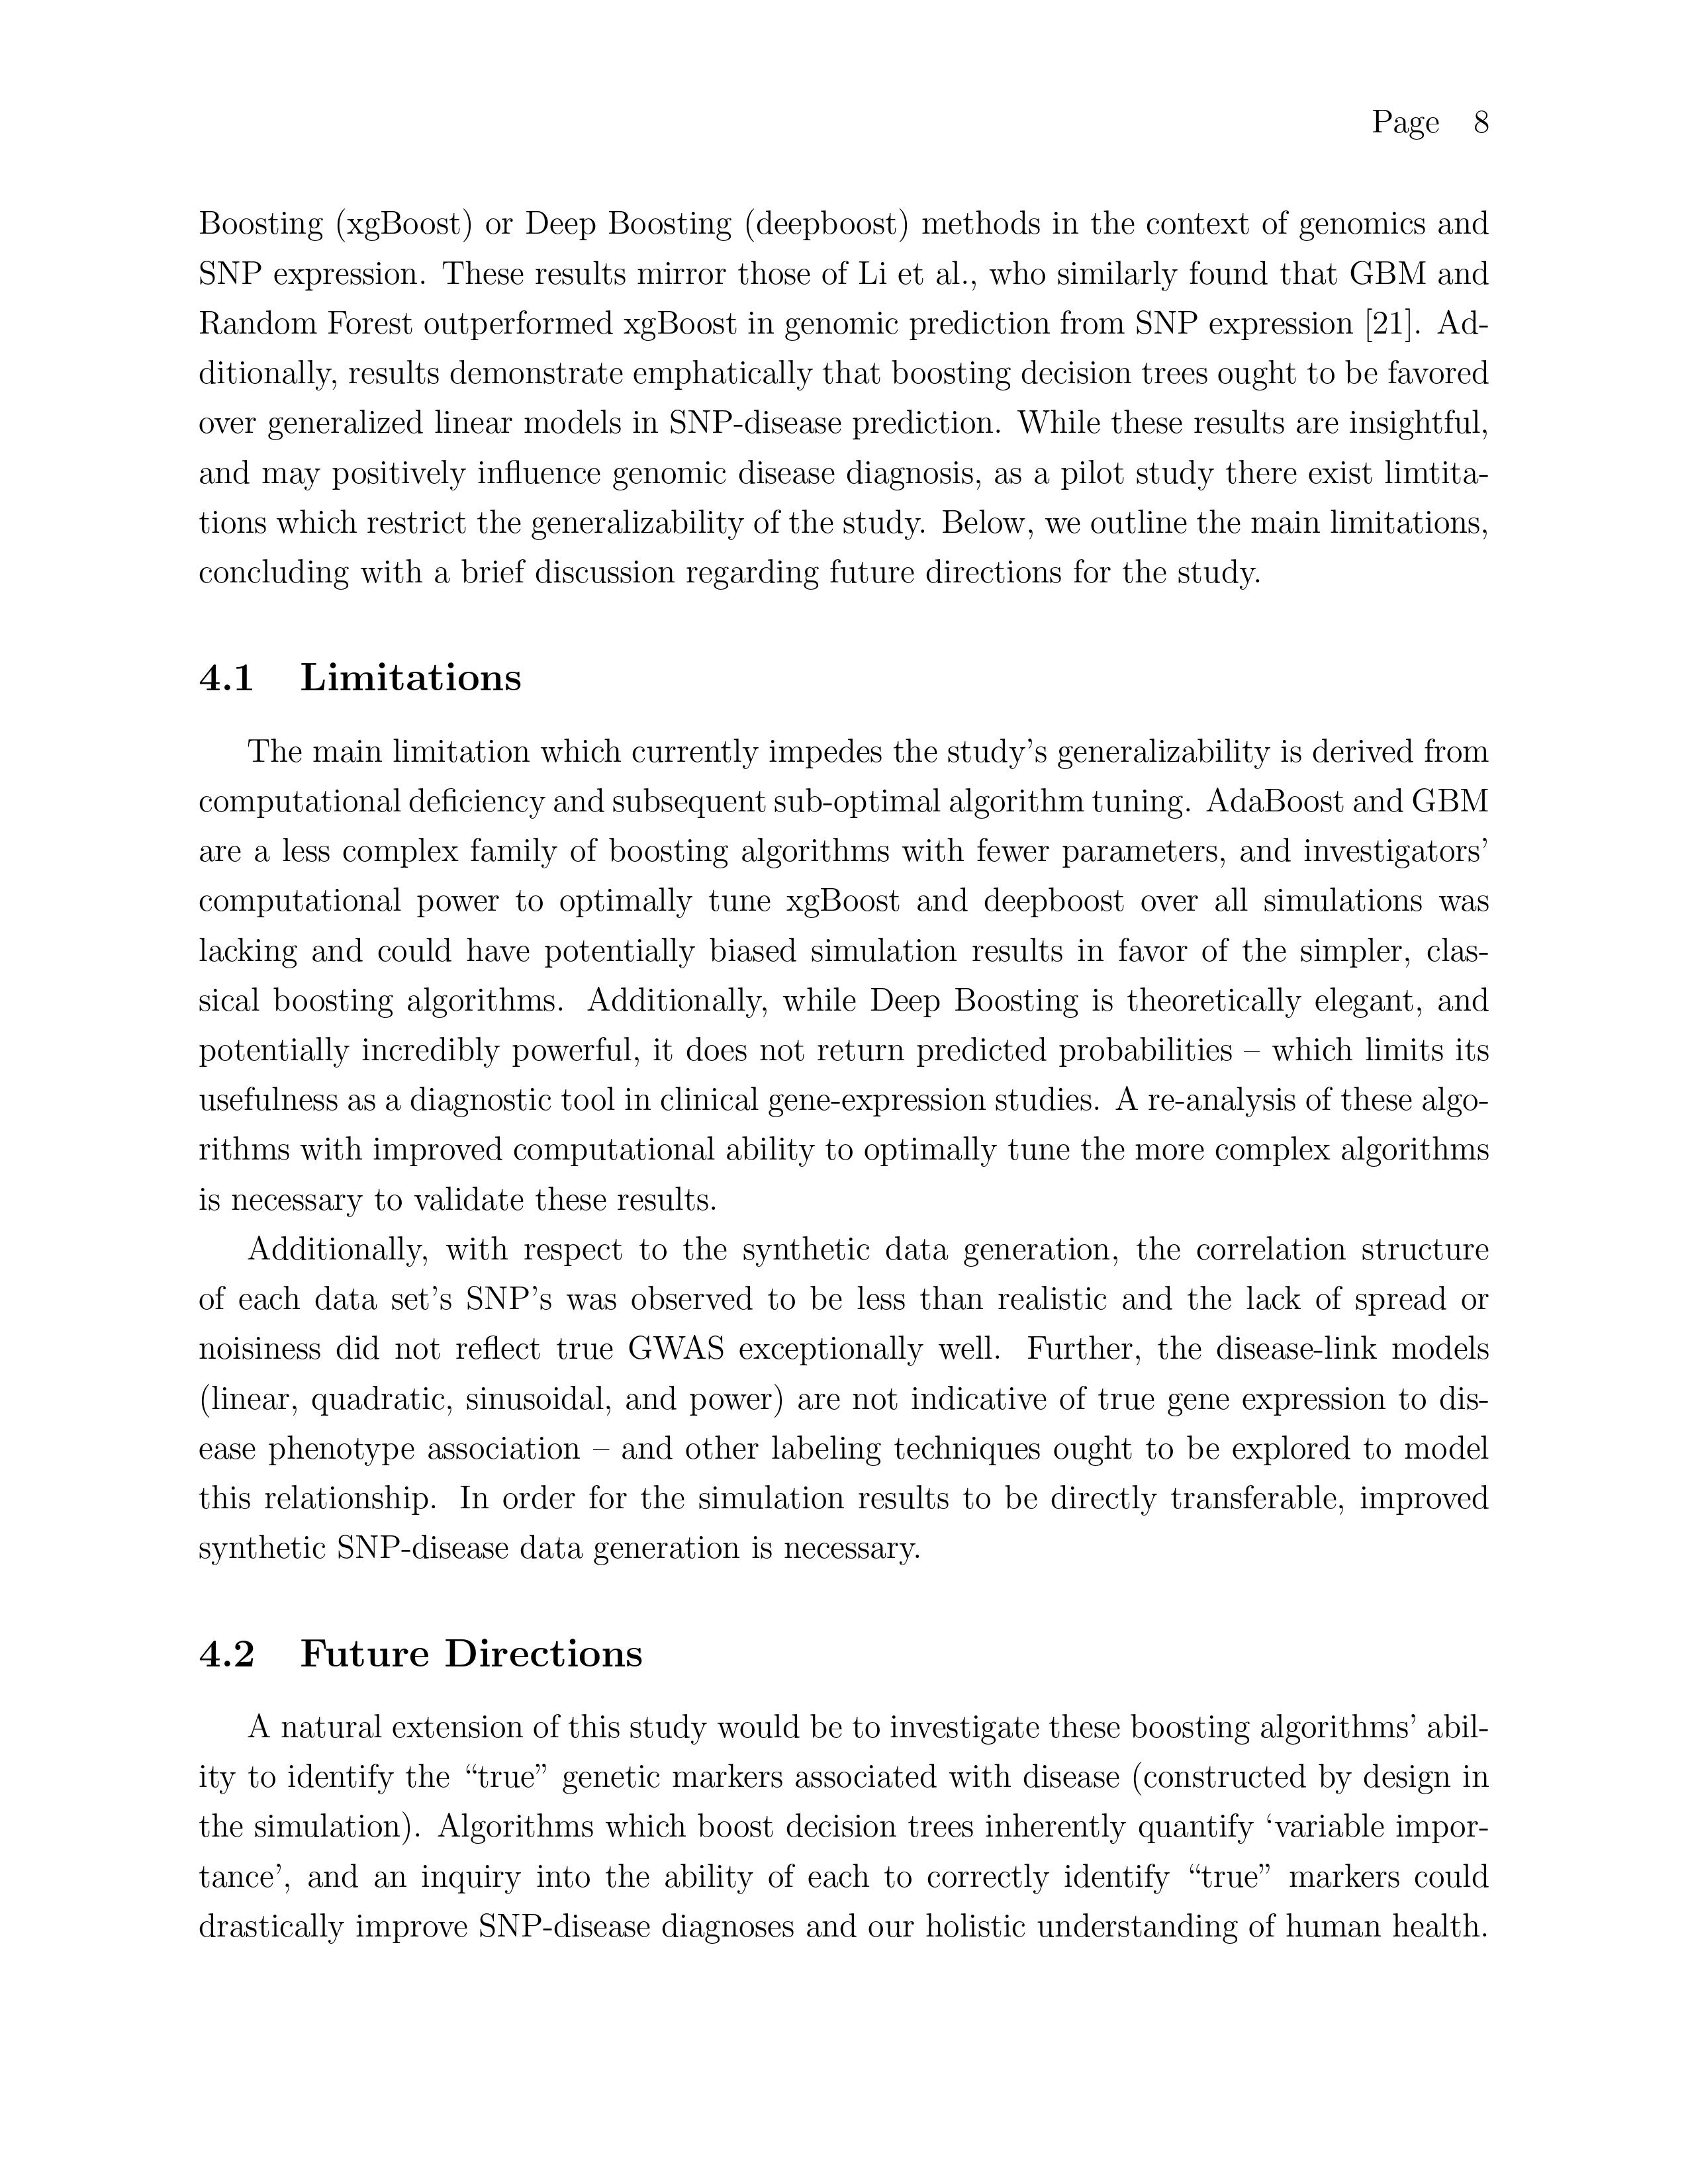 Page 8
Boosting (xgBoost) or Deep Boosting (deepboost) methods in the context of genomics and
SNP expression. These results mirror those of Li et al., who similarly found that GBM and
Random Forest outperformed xgBoost in genomic prediction from SNP expression [21]. Ad-
ditionally, results demonstrate emphatically that boosting decision trees ought to be favored
over generalized linear models in SNP-disease prediction. While these results are insightful,
and may positively influence genomic disease diagnosis, as a pilot study there exist limtita-
tions which restrict the generalizability of the study. Below, we outline the main limitations,
concluding with a brief discussion regarding future directions for the study.
4.1 Limitations
The main limitation which currently impedes the study's generalizability is derived from
computational deficiency and subsequent sub-optimal algorithm tuning. AdaBoost and GBM
are a less complex family of boosting algorithms with fewer parameters, and investigators'
computational power to optimally tune xgBoost and deepboost over all simulations was
lacking and could have potentially biased simulation results in favor of the simpler, clas-
sical boosting algorithms. Additionally, while Deep Boosting is theoretically elegant, and
potentially incredibly powerful, it does not return predicted probabilities – which limits its
usefulness as a diagnostic tool in clinical gene-expression studies. A re-analysis of these algo-
rithms with improved computational ability to optimally tune the more complex algorithms
is necessary to validate these results.
Additionally, with respect to the synthetic data generation, the correlation structure
of each data set's SNP's was observed to be less than realistic and the lack of spread or
noisiness did not reflect true GWAS exceptionally well. Further, the disease-link models
(linear, quadratic, sinusoidal, and power) are not indicative of true gene expression to dis-
ease phenotype association – and other labeling techniques ought to be explored to model
this relationship. In order for the simulation results to be directly transferable, improved
synthetic SNP-disease data generation is necessary.
4.2 Future Directions
A natural extension of this study would be to investigate these boosting algorithms' abil-
ity to identify the “true” genetic markers associated with disease (constructed by design in
the simulation). Algorithms which boost decision trees inherently quantify ‘variable impor-
tance’, and an inquiry into the ability of each to correctly identify “true” markers could
drastically improve SNP-disease diagnoses and our holistic understanding of human health.